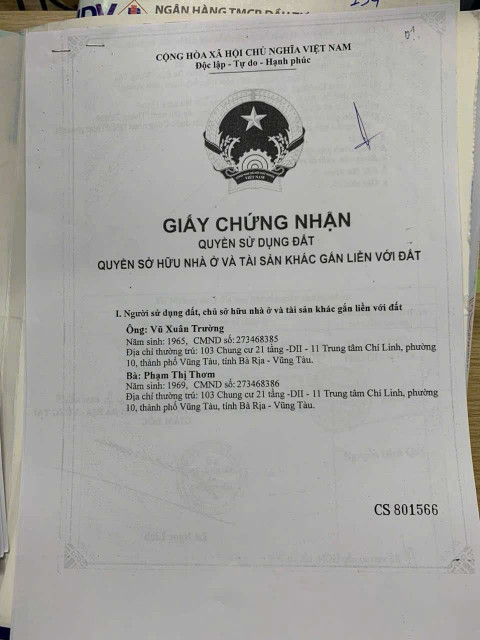 NGÂN HÀNG TMCP ĐẦU
CỘNG HÒA XÃ HỘI CHỦ NGHĨA VIỆT NAM
Độc lập - Tự do - Hạnh phúc
VIỆT NAM
GIẤY CHỨNG NHẬN
QUYỀN SỬ DỤNG ĐẤT
QUYỀN SỞ HỮU NHÀ Ở VÀ TÀI SẢN KHÁC GẮN LIỀN VỚI ĐẤT
I. Người sử dụng đất, chủ sở hữu nhà ở và tài sản khác gắn liền với đất
Ông: Vũ Xuân Trường
Năm sinh: 1965, CMND số: 273468385
Địa chỉ thường trú: 103 Chung cư 21 tầng -DII - 11 Trung tâm Chí Linh, phường
10, thành phố Vũng Tàu, tỉnh Bà Rịa - Vũng Tàu.
Bà: Phạm Thị Thơm
Năm sinh: 1969, CMND số: 273468386
Địa chỉ thường trú: 103 Chung cư 21 tầng -DII - 11 Trung tâm Chí Linh, phường
10, thành phố Vũng Tàu, tỉnh Bà Rịa - Vũng Tàu.
CS 801566